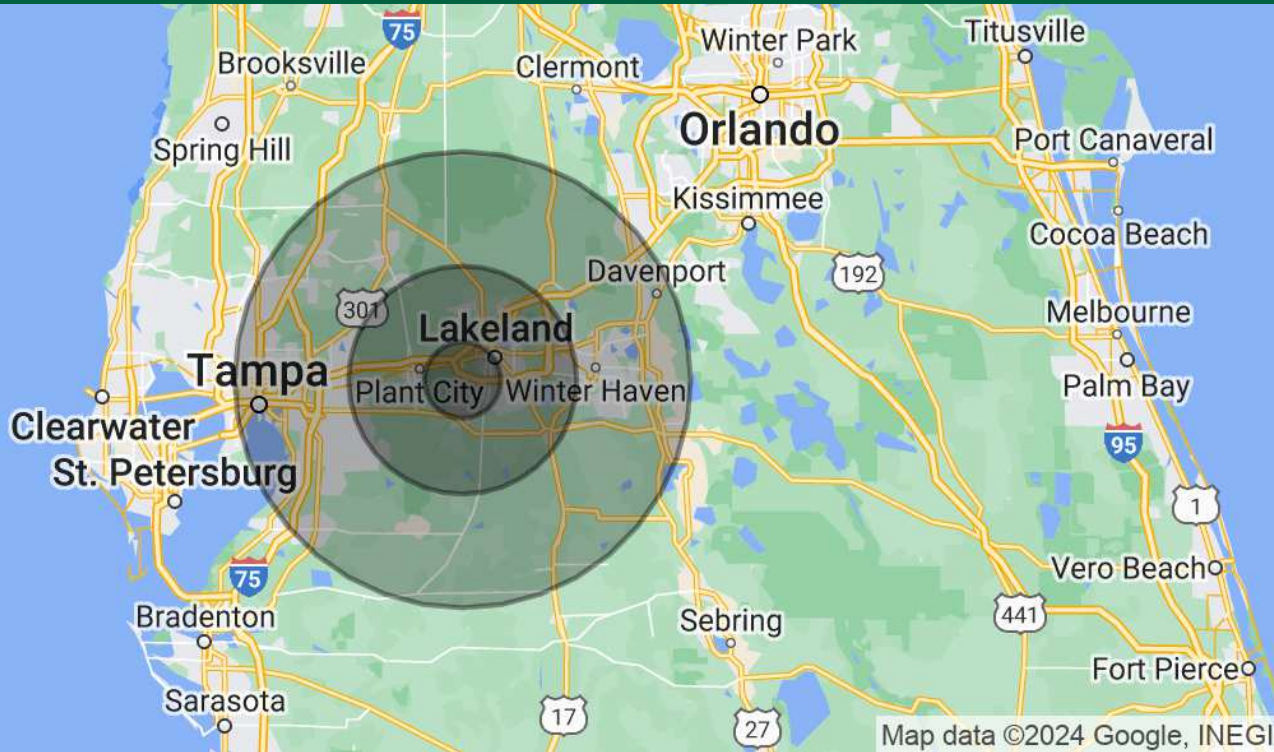 75
Titusville
Winter Park
Brooksville
Clermont
Orlando
Spring Hill
Port Canaveral
Kissimmee
Cocoa Beach
Davenport
192
301
Melbourne
Lakeland
Tampa
Plant City
Winter Haven
Palm Bay
Clearwater
95
St. Petersburg
1
75
Vero Beach
Bradenton
Sebring
441
Fort Pierce
Sarasota
17
27
Map data ©2024 Google, INEGI